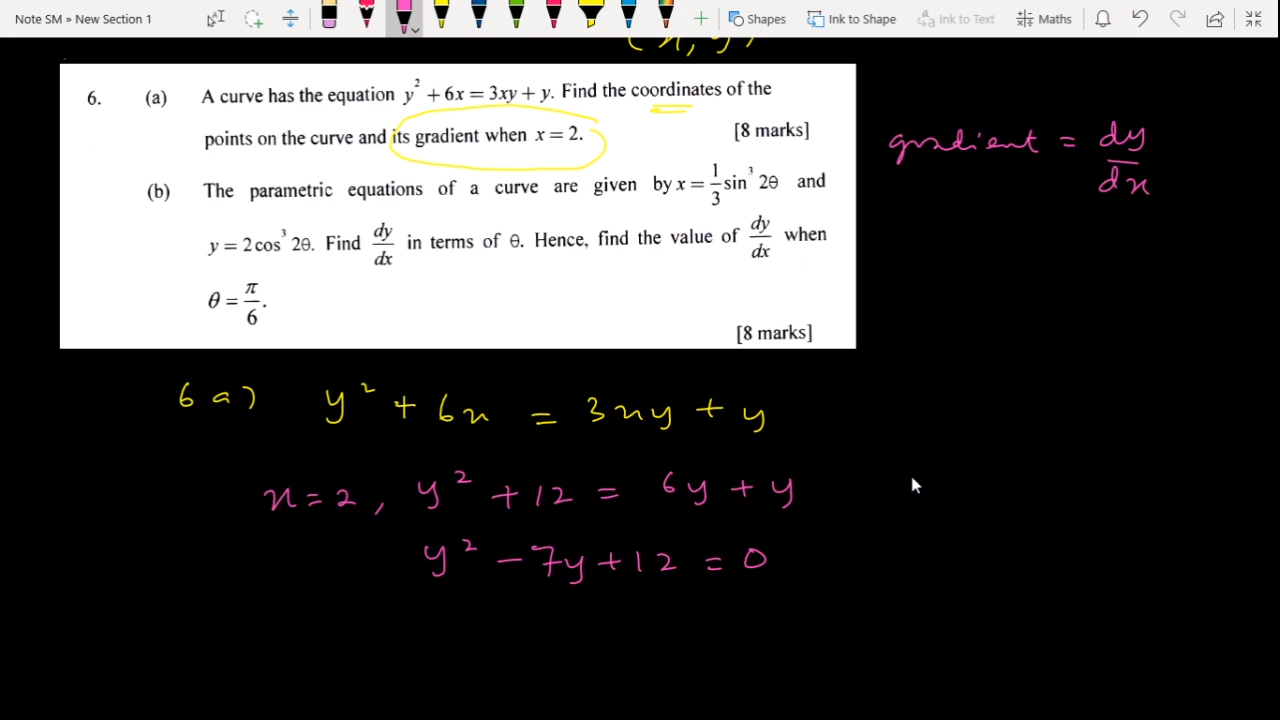 Note SM » New Section 1
Shapes
Ink to Shape
Ink to Text
Maths
(x, y)
6. (a) A curve has the equation y² + 6x = 3xy + y. Find the coordinates of the
points on the curve and its gradient when x = 2. [8 marks]
(b) The parametric equations of a curve are given by x = 1/3 sin³ 2θ and
y = 2 cos³ 2θ. Find dy/dx in terms of θ. Hence, find the value of dy/dx when
θ = π/6.
[8 marks]
gradient = dy/dx
6 a) y² + 6x = 3xy + y
x = 2, y² + 12 = 6y + y
y² - 7y + 12 = 0